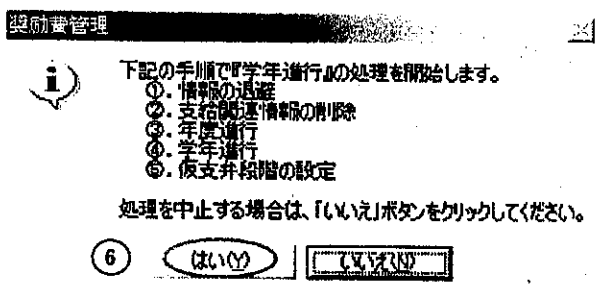 奨励費管理
下記の手順で『学年進行』の処理を開始します。
①. 情報の退避
②. 支給関連情報の削除
③. 年度進行
④. 学年進行
⑤. 仮支弁段階の設定
処理を中止する場合は、「いいえ」ボタンをクリックしてください。
⑥ はい(Y) いいえ(N)